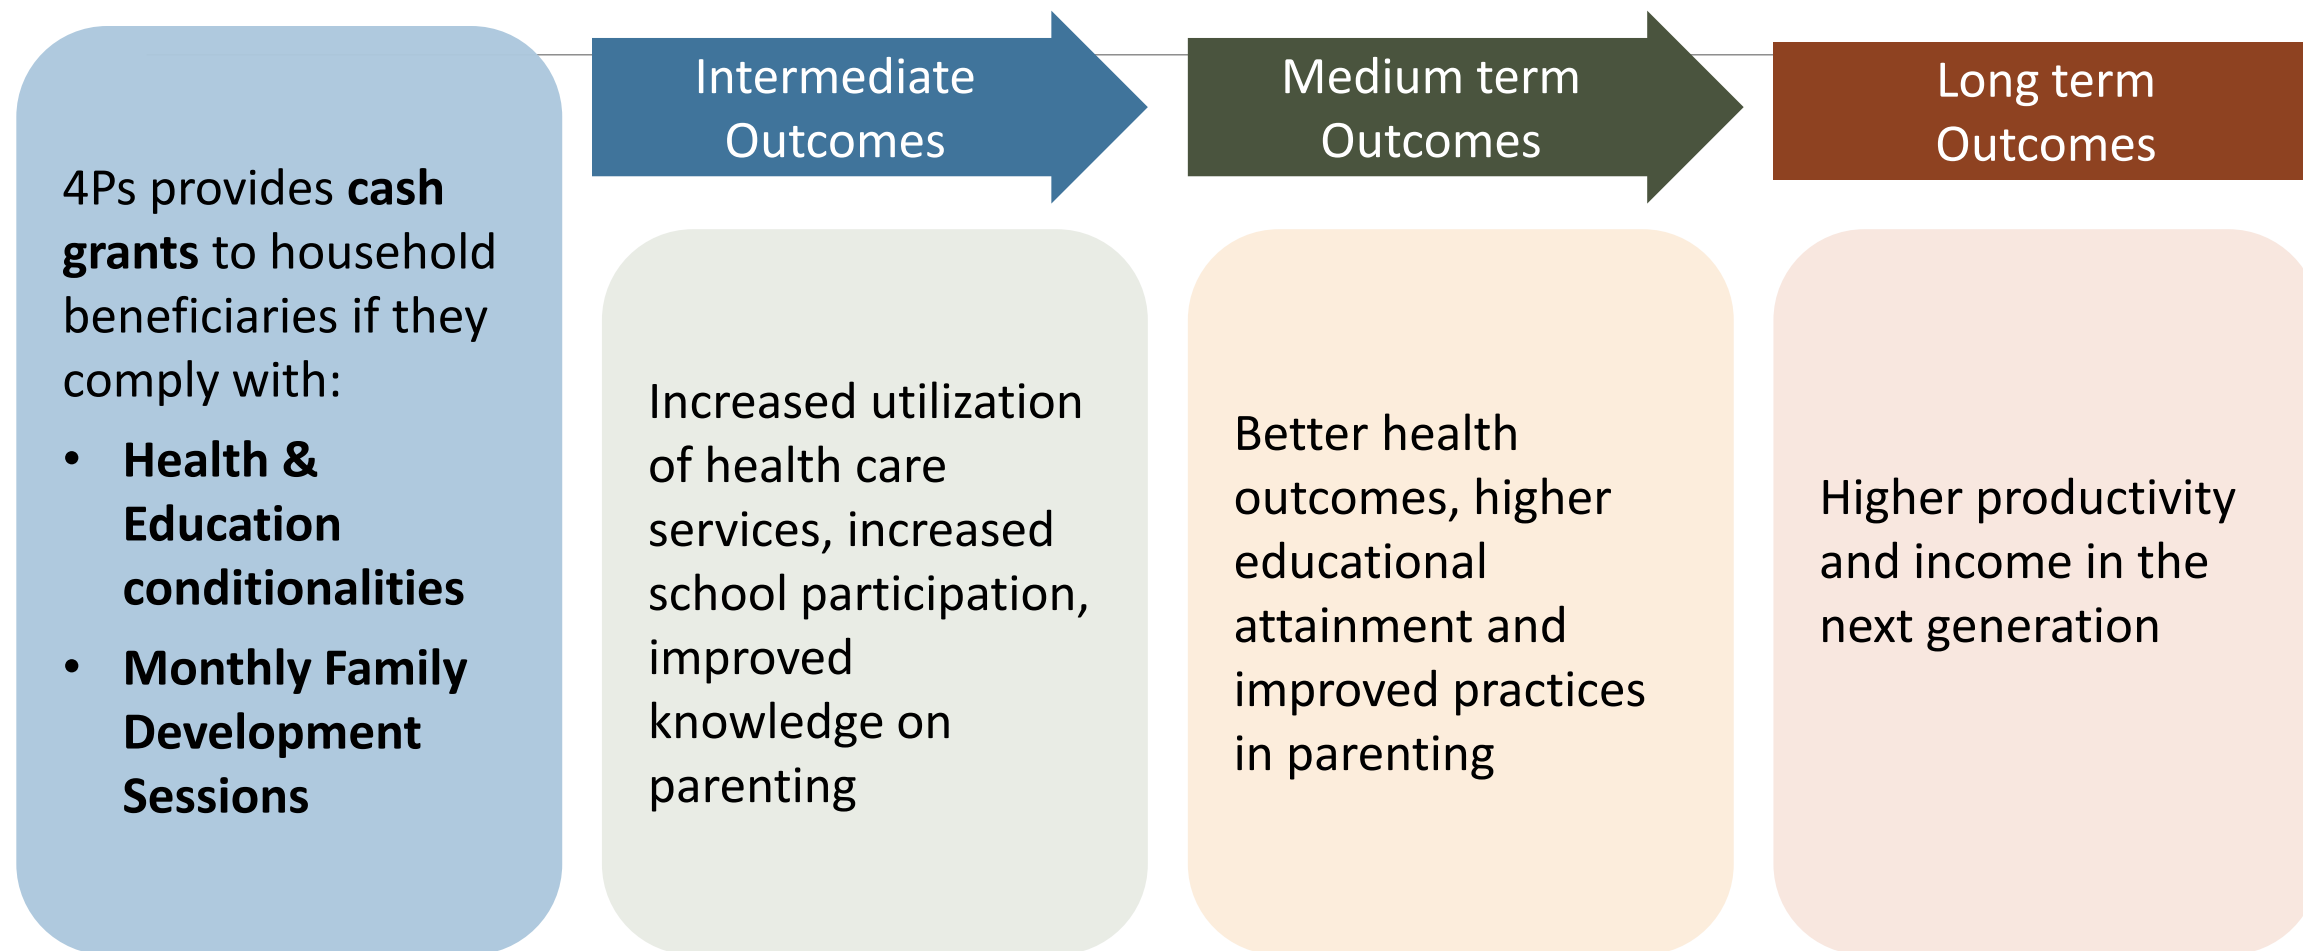 4Ps provides cash
grants to household
beneficiaries if they
comply with:
• Health &
Education
conditionalities
• Monthly Family
Development
Sessions
Intermediate
Outcomes
Increased utilization
of health care
services, increased
school participation,
improved
knowledge on
parenting
Medium term
Outcomes
Better health
outcomes, higher
educational
attainment and
improved practices
in parenting
Long term
Outcomes
Higher productivity
and income in the
next generation